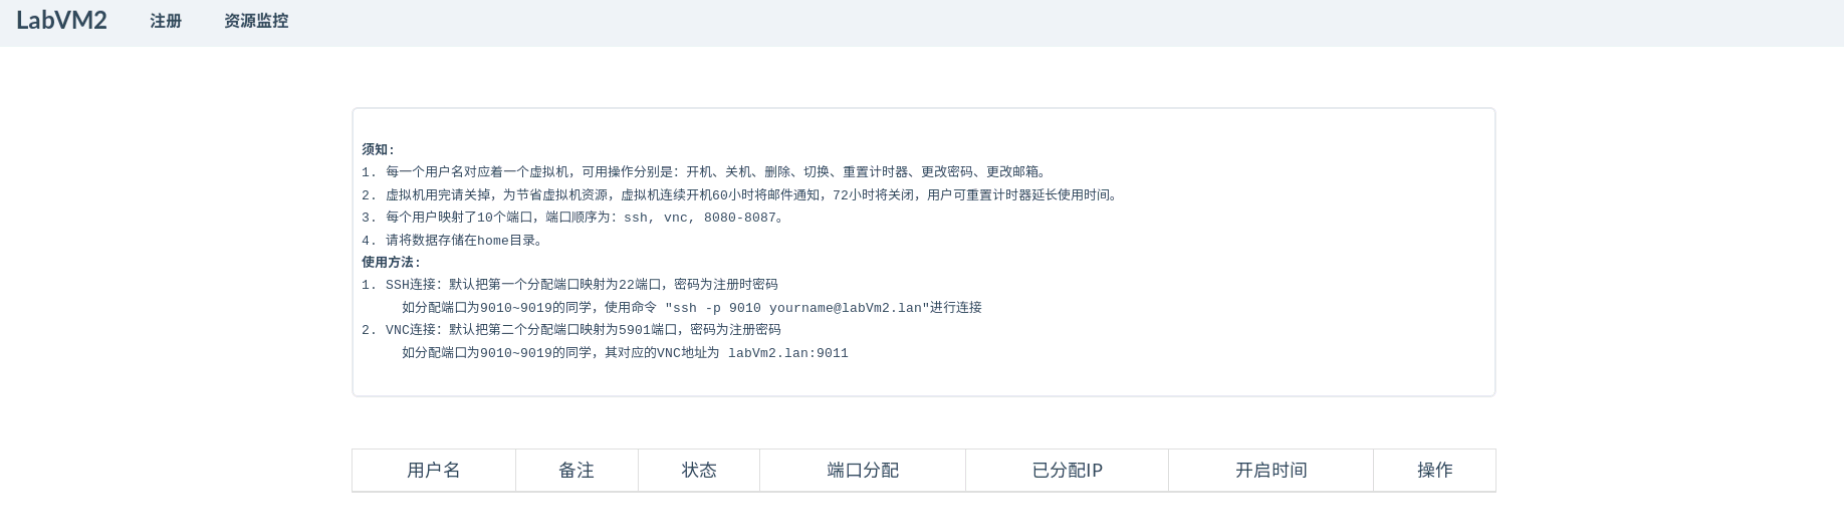 LabVM2 注册 资源监控
须知:
1. 每一个用户名对应着一个虚拟机，可用操作分别是：开机、关机、删除、切换、重置计时器、更改密码、更改邮箱。
2. 虚拟机用完请关掉，为节省虚拟机资源，虚拟机连续开机60小时将邮件通知，72小时将关闭，用户可重置计时器延长使用时间。
3. 每个用户映射了10个端口，端口顺序为：ssh, vnc, 8080-8087。
4. 请将数据存储在home目录。
使用方法:
1. SSH连接：默认把第一个分配端口映射为22端口，密码为注册时密码
如分配端口为9010~9019的同学，使用命令 "ssh -p 9010 yourname@labVm2.lan"进行连接
2. VNC连接：默认把第二个分配端口映射为5901端口，密码为注册密码
如分配端口为9010~9019的同学，其对应的VNC地址为 labVm2.lan:9011
用户名 备注 状态 端口分配 已分配IP 开启时间 操作